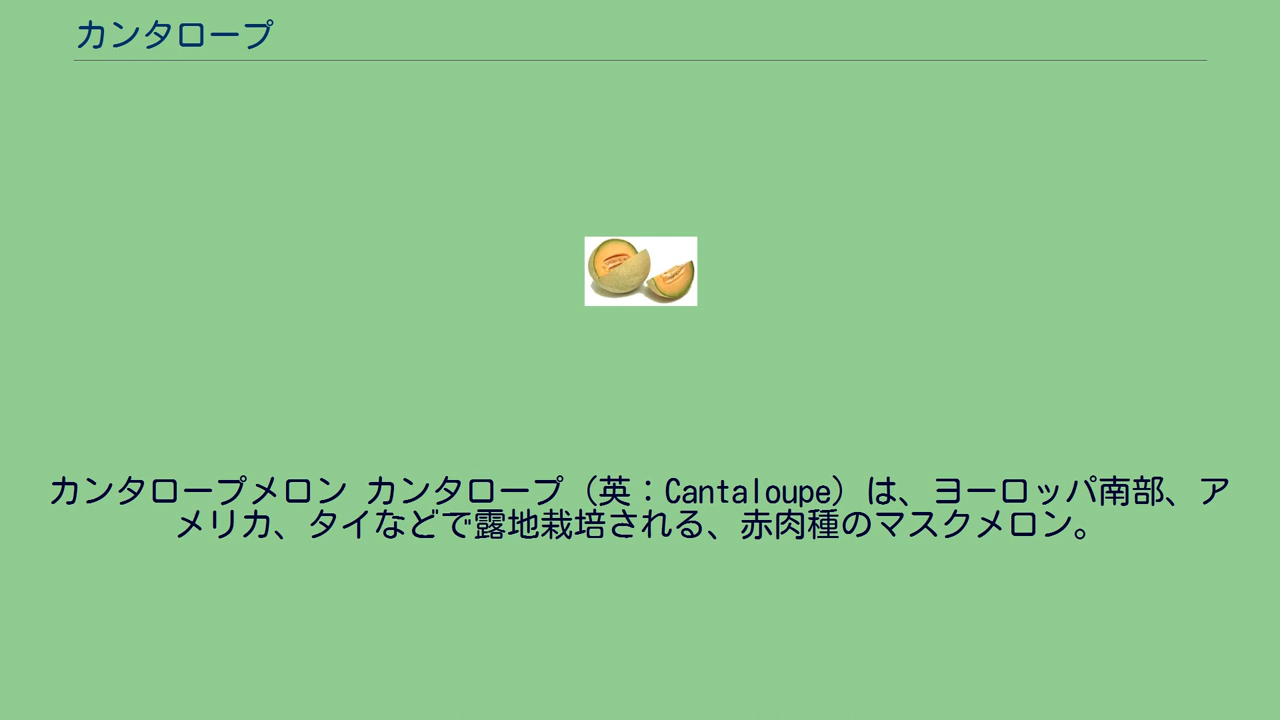 カンタロープ
カンタロープメロン カンタロープ（英：Cantaloupe）は、ヨーロッパ南部、ア
メリカ、タイなどで露地栽培される、赤肉種のマスクメロン。